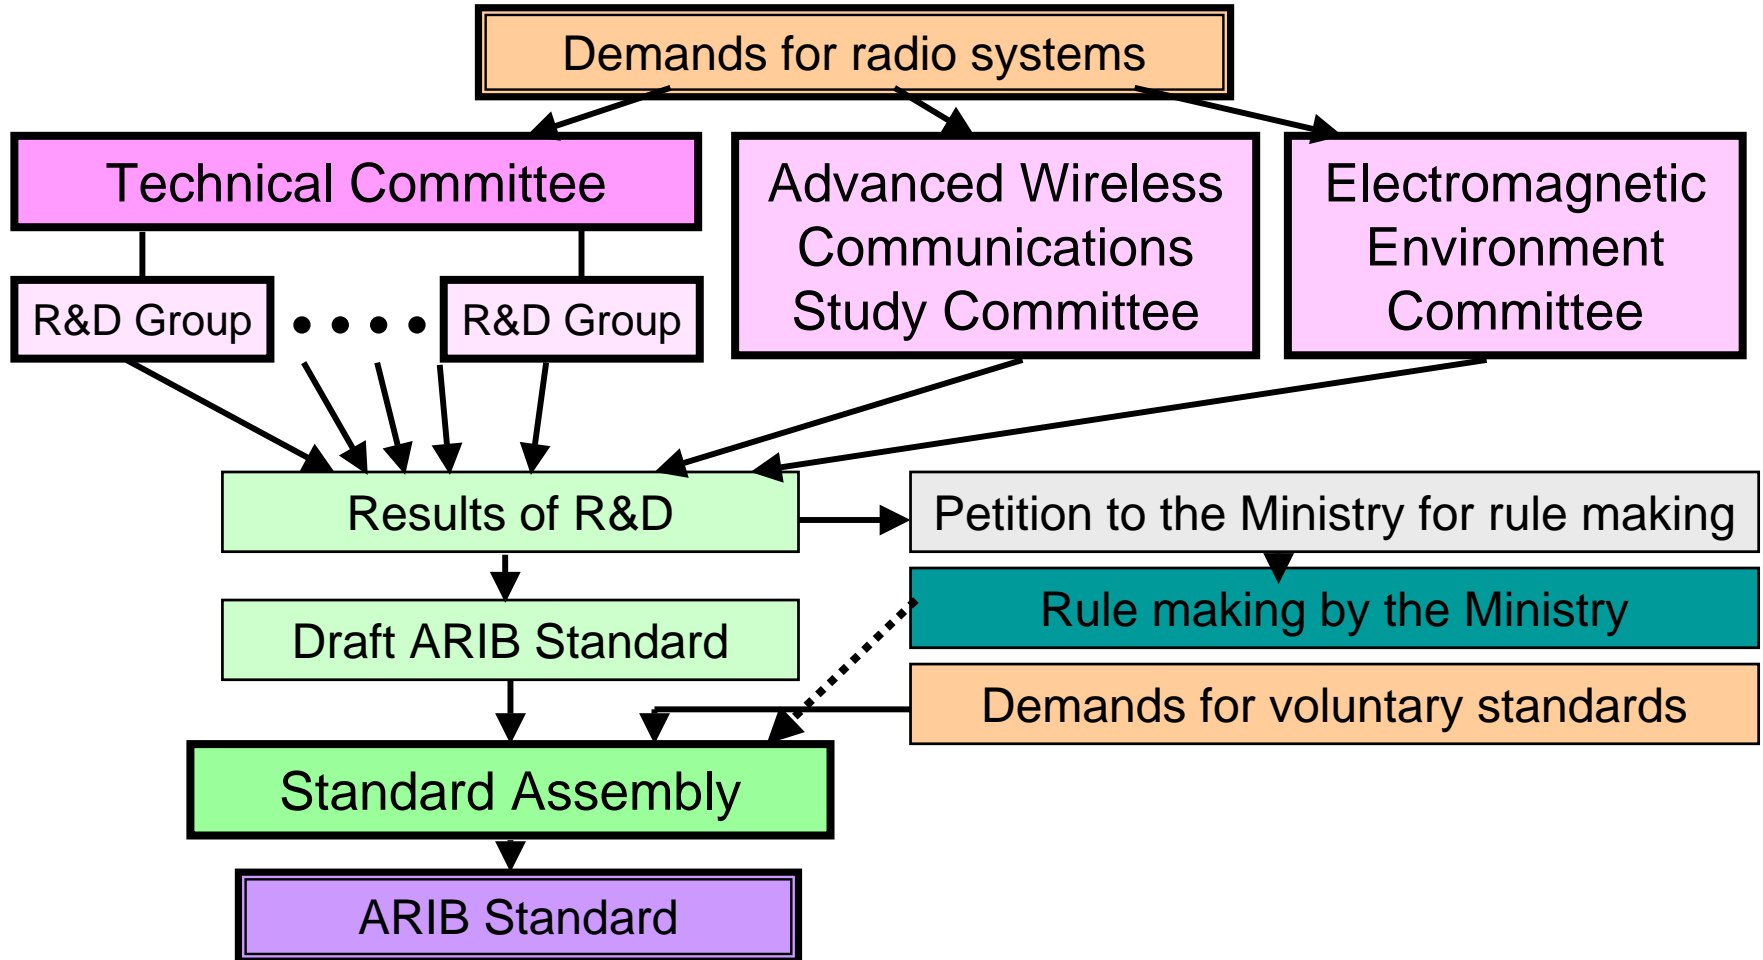 Demands for radio systems
Technical Committee
Advanced Wireless
Communications
Study Committee
Electromagnetic
Environment
Committee
R&D Group
R&D Group
Results of R&D
Petition to the Ministry for rule making
Rule making by the Ministry
Draft ARIB Standard
Demands for voluntary standards
Standard Assembly
ARIB Standard